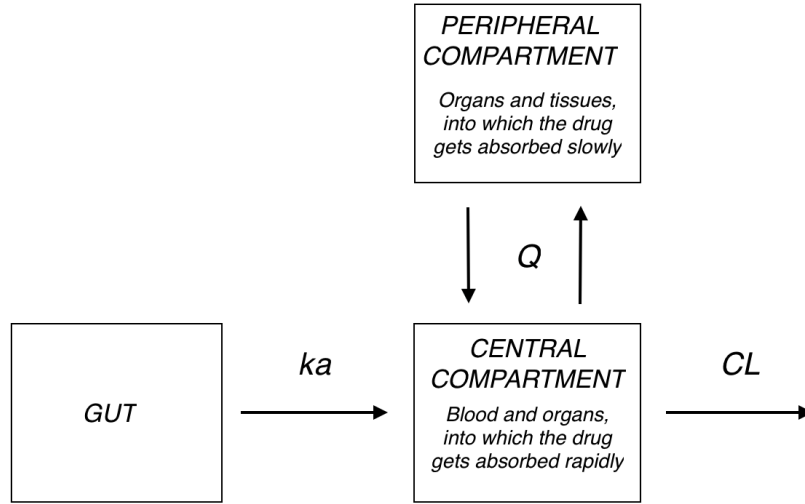 PERIPHERAL
COMPARTMENT
Organs and tissues,
into which the drug
gets absorbed slowly
Q
GUT
ka
CENTRAL
COMPARTMENT
Blood and organs,
into which the drug
gets absorbed rapidly
CL